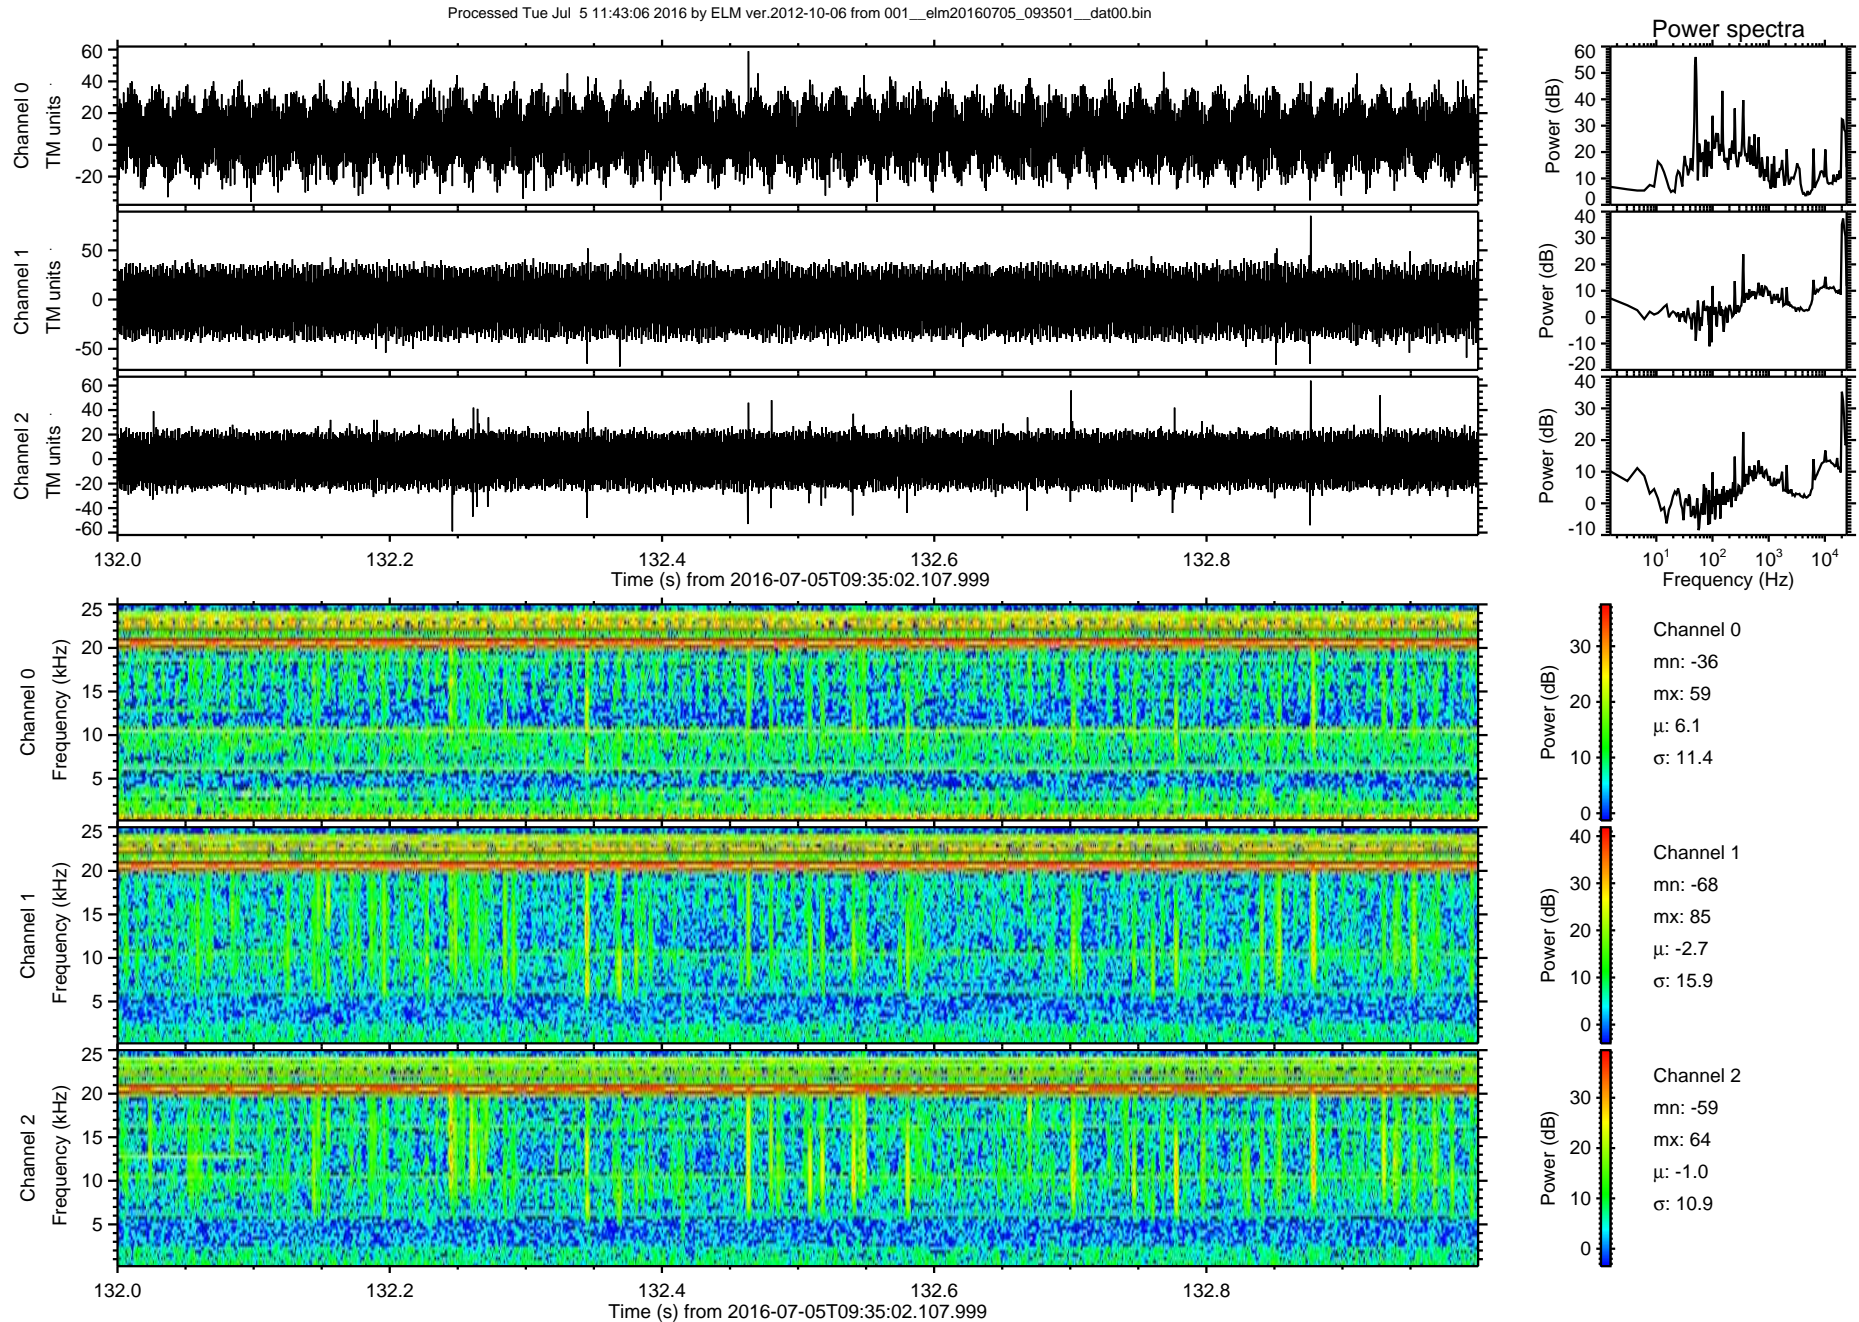 Processed Tue Jul  5 11:43:06 2016 by ELM ver.2012-10-06 from 001__elm20160705_093501__dat00.bin
Power spectra
Channel 0
TM units
60
40
20
0
-20
Power (dB)
60
50
40
30
20
10
0
Channel 1
TM units
50
0
-50
Power (dB)
40
30
20
10
0
-10
-20
Channel 2
TM units
60
40
20
0
-20
-40
-60
Power (dB)
40
30
20
10
0
-10
132.0 132.2 132.4 132.6 132.8
Time (s) from 2016-07-05T09:35:02.107.999
10¹ 10² 10³ 10⁴
Frequency (Hz)
Channel 0
Frequency (kHz)
25
20
15
10
5
Power (dB)
30
20
10
0
Channel 0
mn: -36
mx: 59
μ: 6.1
σ: 11.4
Channel 1
Frequency (kHz)
25
20
15
10
5
Power (dB)
40
30
20
10
0
Channel 1
mn: -68
mx: 85
μ: -2.7
σ: 15.9
Channel 2
Frequency (kHz)
25
20
15
10
5
Power (dB)
30
20
10
0
Channel 2
mn: -59
mx: 64
μ: -1.0
σ: 10.9
132.0 132.2 132.4 132.6 132.8
Time (s) from 2016-07-05T09:35:02.107.999